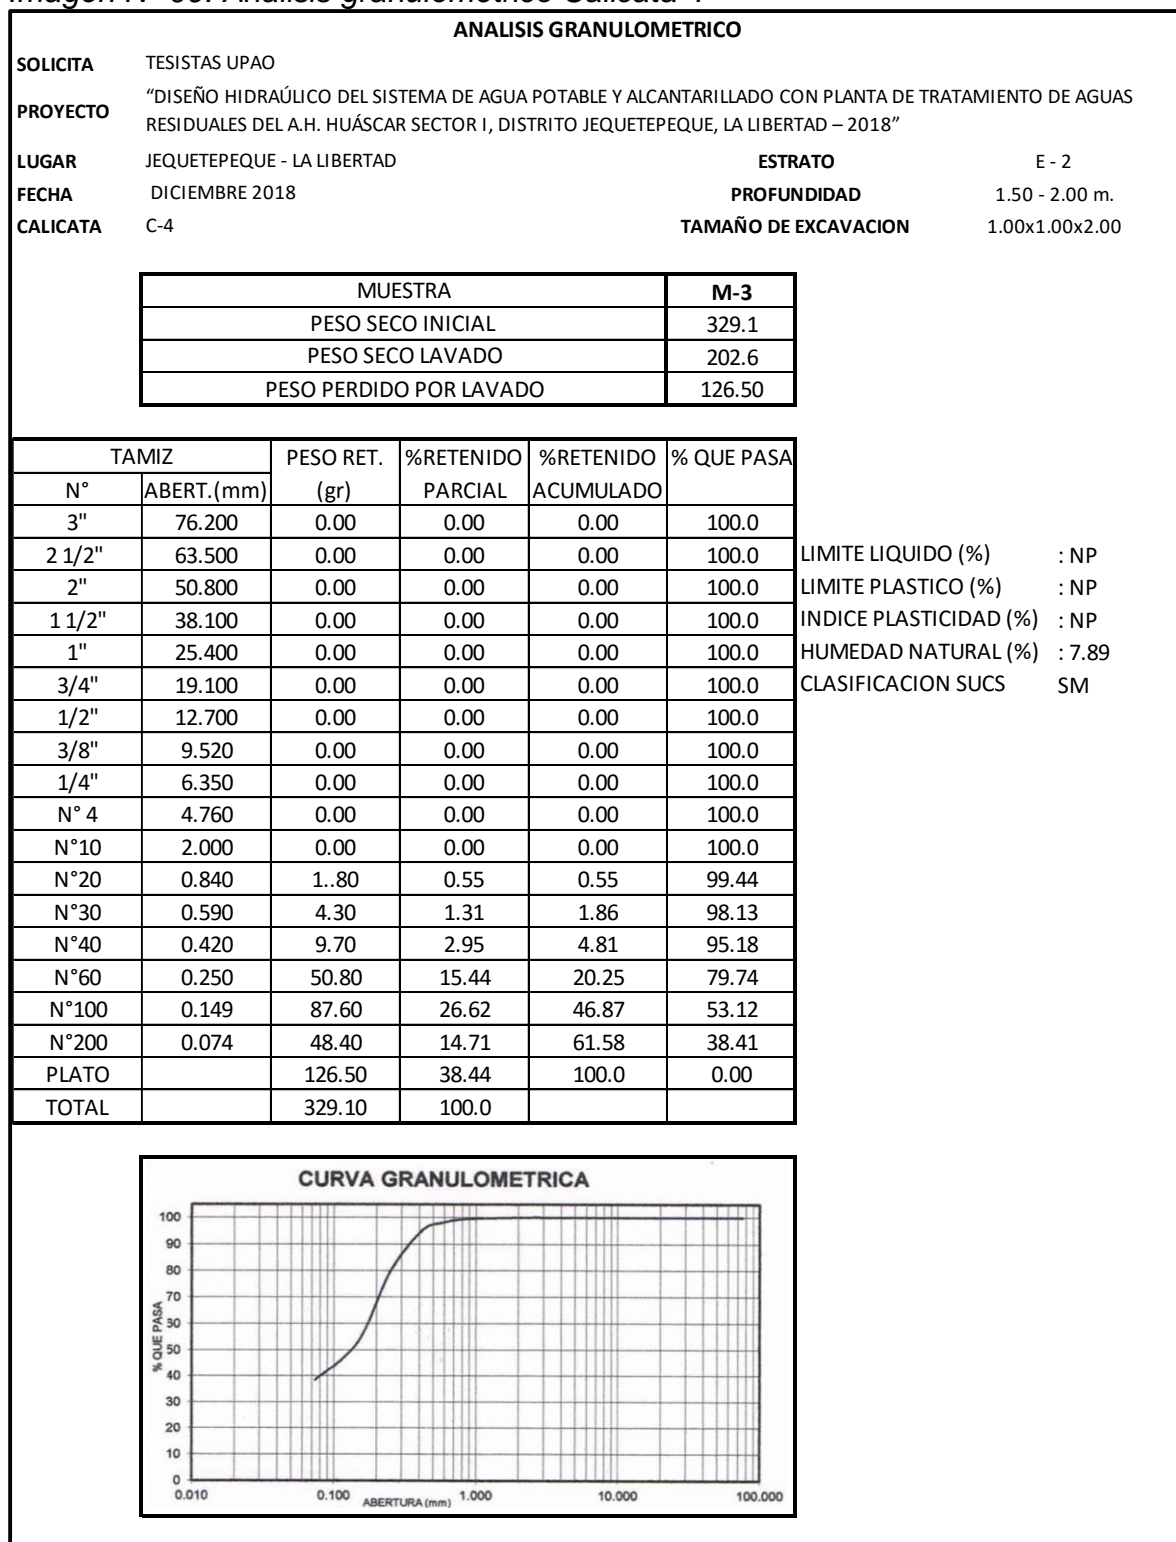 ANALISIS GRANULOMETRICO
SOLICITA TESISTAS UPAO
PROYECTO “DISEÑO HIDRAÚLICO DEL SISTEMA DE AGUA POTABLE Y ALCANTARILLADO CON PLANTA DE TRATAMIENTO DE AGUAS
RESIDUALES DEL A.H. HUÁSCAR SECTOR I, DISTRITO JEQUETEPEQUE, LA LIBERTAD – 2018”
LUGAR JEQUETEPEQUE - LA LIBERTAD ESTRATO E - 2
FECHA DICIEMBRE 2018 PROFUNDIDAD 1.50 - 2.00 m.
CALICATA C-4 TAMAÑO DE EXCAVACION 1.00x1.00x2.00
MUESTRA M-3
PESO SECO INICIAL 329.1
PESO SECO LAVADO 202.6
PESO PERDIDO POR LAVADO 126.50
TAMIZ PESO RET. %RETENIDO %RETENIDO % QUE PASA
N° ABERT.(mm) (gr) PARCIAL ACUMULADO
3" 76.200 0.00 0.00 0.00 100.0
2 1/2" 63.500 0.00 0.00 0.00 100.0 LIMITE LIQUIDO (%) : NP
2" 50.800 0.00 0.00 0.00 100.0 LIMITE PLASTICO (%) : NP
1 1/2" 38.100 0.00 0.00 0.00 100.0 INDICE PLASTICIDAD (%) : NP
1" 25.400 0.00 0.00 0.00 100.0 HUMEDAD NATURAL (%) : 7.89
3/4" 19.100 0.00 0.00 0.00 100.0 CLASIFICACION SUCS SM
1/2" 12.700 0.00 0.00 0.00 100.0
3/8" 9.520 0.00 0.00 0.00 100.0
1/4" 6.350 0.00 0.00 0.00 100.0
N° 4 4.760 0.00 0.00 0.00 100.0
N°10 2.000 0.00 0.00 0.00 100.0
N°20 0.840 1..80 0.55 0.55 99.44
N°30 0.590 4.30 1.31 1.86 98.13
N°40 0.420 9.70 2.95 4.81 95.18
N°60 0.250 50.80 15.44 20.25 79.74
N°100 0.149 87.60 26.62 46.87 53.12
N°200 0.074 48.40 14.71 61.58 38.41
PLATO 126.50 38.44 100.0 0.00
TOTAL 329.10 100.0
CURVA GRANULOMETRICA
% QUE PASA
100
90
80
70
50
40
30
20
10
0
0.010 0.100 1.000 10.000 100.000
ABERTURA (mm)